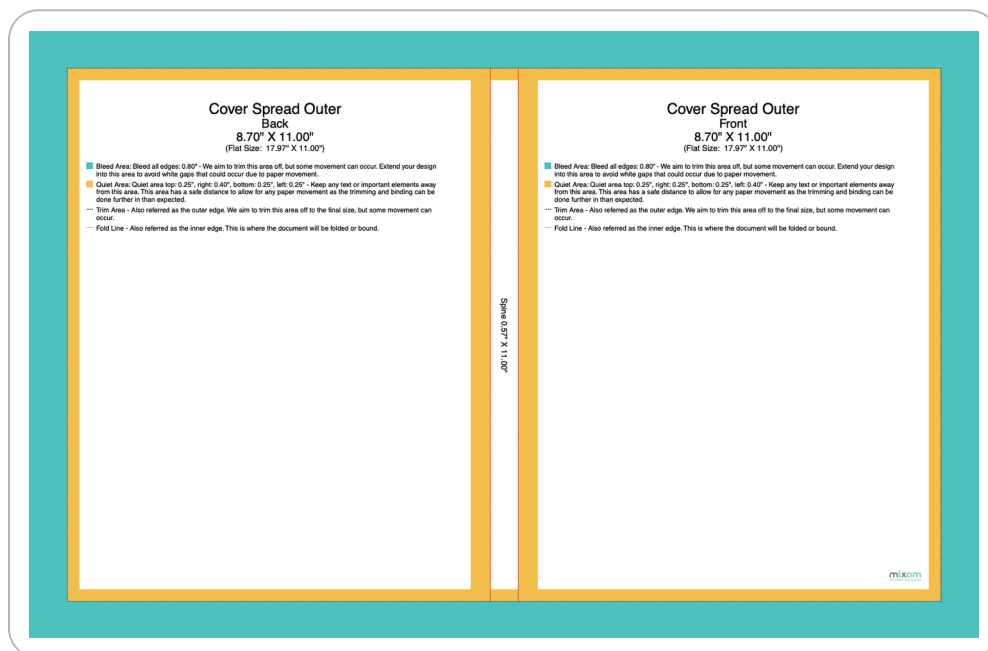 Cover Spread Outer
Back
8.70" X 11.00"
(Flat Size: 17.97" X 11.00")
Bleed Area: Bleed all edges: 0.80" - We aim to trim this area off, but some movement can occur. Extend your design
into this area to avoid white gaps that could occur due to paper movement.
Quiet Area: Quiet area top: 0.25", right: 0.40", bottom: 0.25", left: 0.25" - Keep any text or important elements away
from this area. This area has a safe distance to allow for any paper movement as the trimming and binding can be
done further in than expected.
Trim Area - Also referred as the outer edge. We aim to trim this area off to the final size, but some movement can
occur.
Fold Line - Also referred as the inner edge. This is where the document will be folded or bound.
Spine 0.57" X 11.00"
Cover Spread Outer
Front
8.70" X 11.00"
(Flat Size: 17.97" X 11.00")
Bleed Area: Bleed all edges: 0.80" - We aim to trim this area off, but some movement can occur. Extend your design
into this area to avoid white gaps that could occur due to paper movement.
Quiet Area: Quiet area top: 0.25", right: 0.25", bottom: 0.25", left: 0.40" - Keep any text or important elements away
from this area. This area has a safe distance to allow for any paper movement as the trimming and binding can be
done further in than expected.
Trim Area - Also referred as the outer edge. We aim to trim this area off to the final size, but some movement can
occur.
Fold Line - Also referred as the inner edge. This is where the document will be folded or bound.
mixam